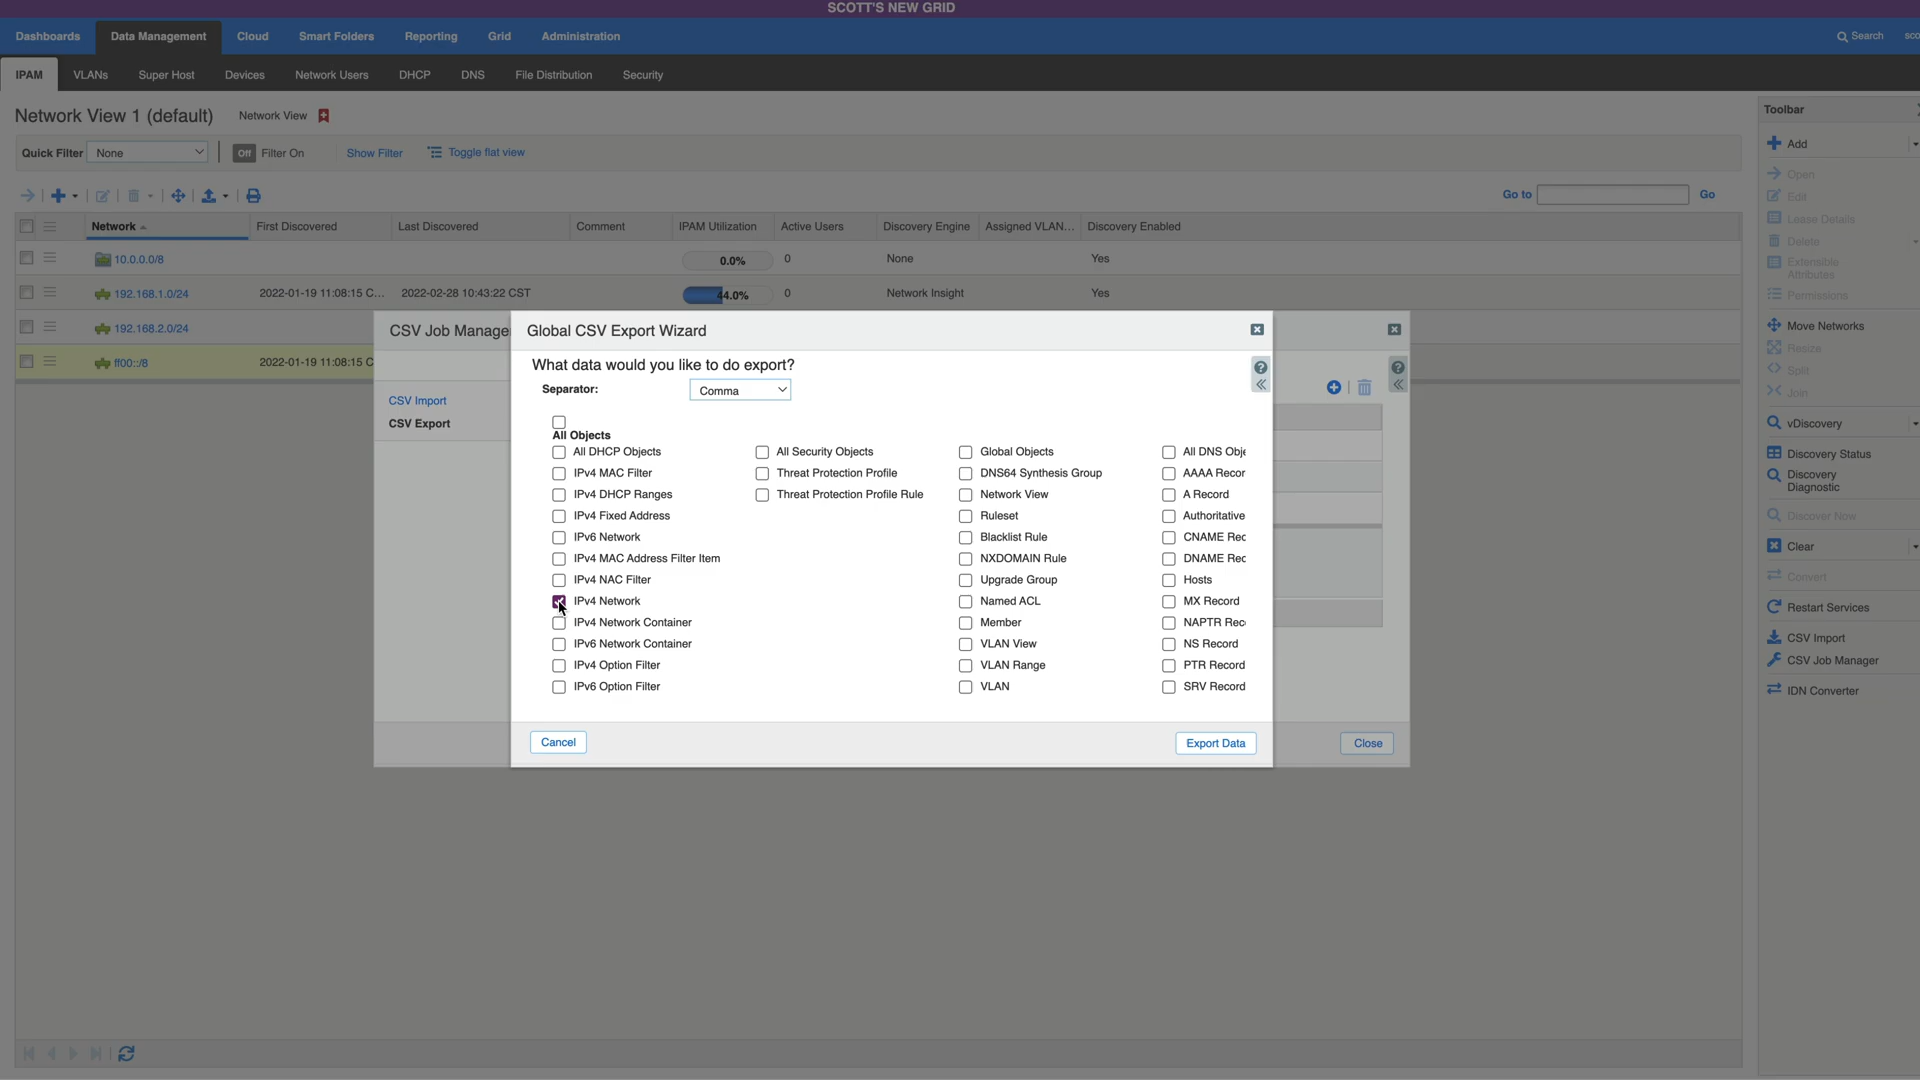 SCOTT'S NEW GRID
Dashboards Data Management Cloud Smart Folders Reporting Grid Administration Search sco
IPAM VLANs Super Host Devices Network Users DHCP DNS File Distribution Security
Network View 1 (default) Network View
Toolbar
Quick Filter None Off Filter On Show Filter Toggle flat view
Go to Go
Network First Discovered Last Discovered Comment IPAM Utilization Active Users Discovery Engine Assigned VLAN... Discovery Enabled
10.0.0.0/8 0.0% 0 None Yes
192.168.1.0/24 2022-01-19 11:08:15 C... 2022-02-28 10:43:22 CST 44.0% 0 Network Insight Yes
192.168.2.0/24
ff00::/8 2022-01-19 11:08:15 C
CSV Job Manage
CSV Import
CSV Export
Global CSV Export Wizard
What data would you like to do export?
Separator: Comma
All Objects
All DHCP Objects All Security Objects Global Objects All DNS Obje
IPv4 MAC Filter Threat Protection Profile DNS64 Synthesis Group AAAA Recor
IPv4 DHCP Ranges Threat Protection Profile Rule Network View A Record
IPv4 Fixed Address Ruleset Authoritative
IPv6 Network Blacklist Rule CNAME Rec
IPv4 MAC Address Filter Item NXDOMAIN Rule DNAME Rec
IPv4 NAC Filter Upgrade Group Hosts
IPv4 Network Named ACL MX Record
IPv4 Network Container Member NAPTR Rec
IPv6 Network Container VLAN View NS Record
IPv4 Option Filter VLAN Range PTR Record
IPv6 Option Filter VLAN SRV Record
Cancel Export Data
Close
Add
Open
Edit
Lease Details
Delete
Extensible
Attributes
Permissions
Move Networks
Resize
Split
Join
vDiscovery
Discovery Status
Discovery
Diagnostic
Discover Now
Clear
Convert
Restart Services
CSV Import
CSV Job Manager
IDN Converter